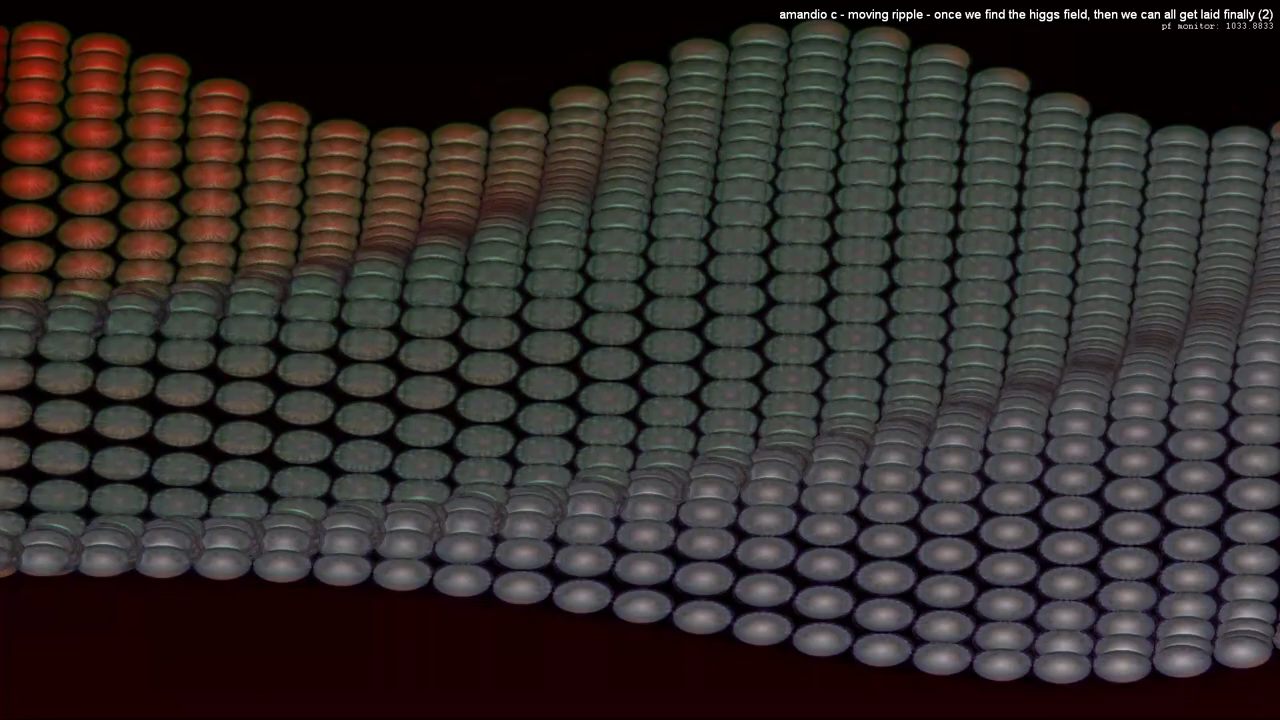 amandio c - moving ripple - once we find the higgs field, then we can all get laid finally (2)
pf monitor: 1033.8833